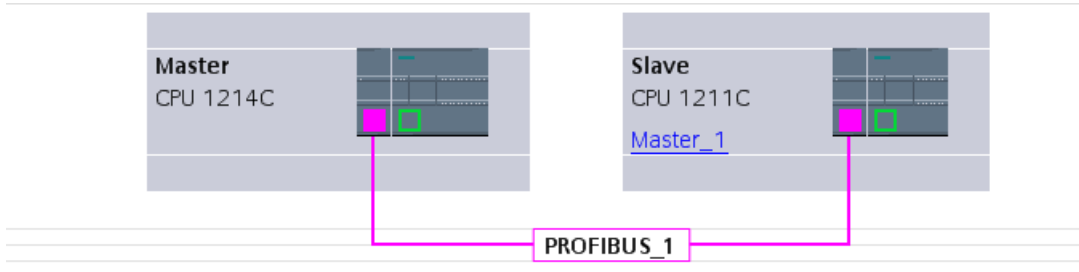 Master
CPU 1214C
Slave
CPU 1211C
Master_1
PROFIBUS_1